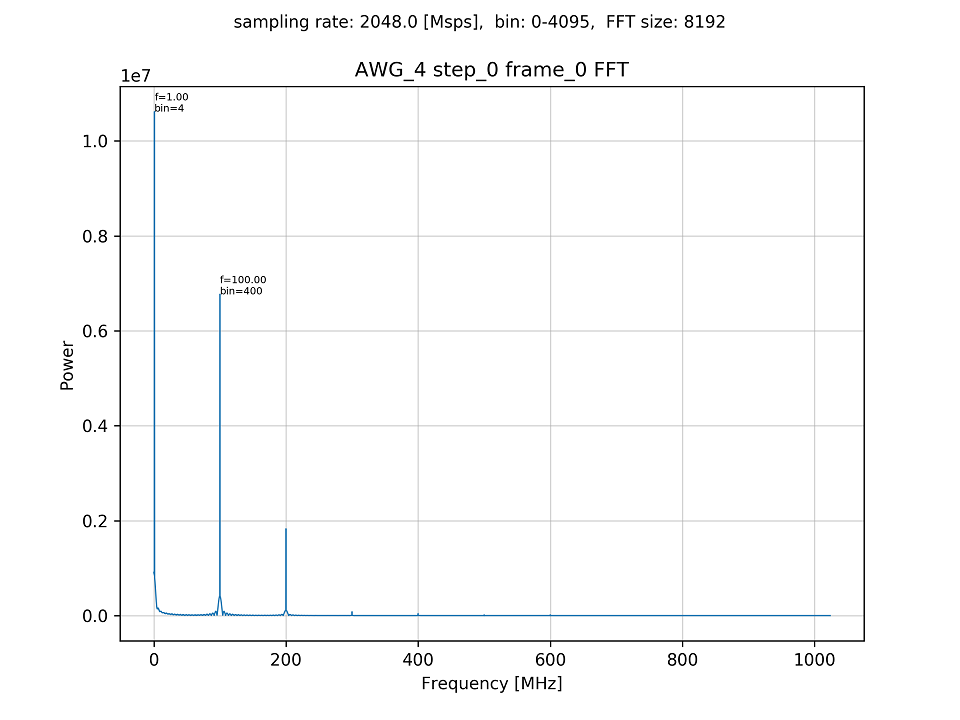 sampling rate: 2048.0 [Msps],  bin: 0-4095,  FFT size: 8192
AWG_4 step_0 frame_0 FFT
1e7
f=1.00
bin=4
1.0
0.8
f=100.00
bin=400
0.6
0.4
0.2
0.0
Power
0 200 400 600 800 1000
Frequency [MHz]